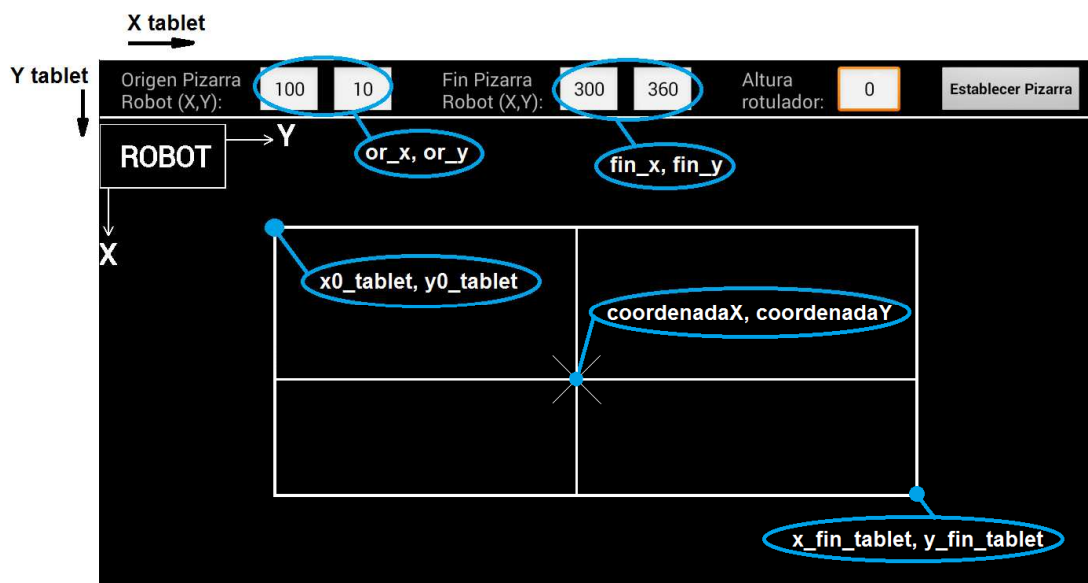 X tablet
Y tablet
Origen Pizarra
Robot (X,Y):
100
10
Fin Pizarra
Robot (X,Y):
300
360
Altura
rotulador:
0
Establecer Pizarra
ROBOT
Y
X
or_x, or_y
fin_x, fin_y
x0_tablet, y0_tablet
coordenadaX, coordenadaY
x_fin_tablet, y_fin_tablet